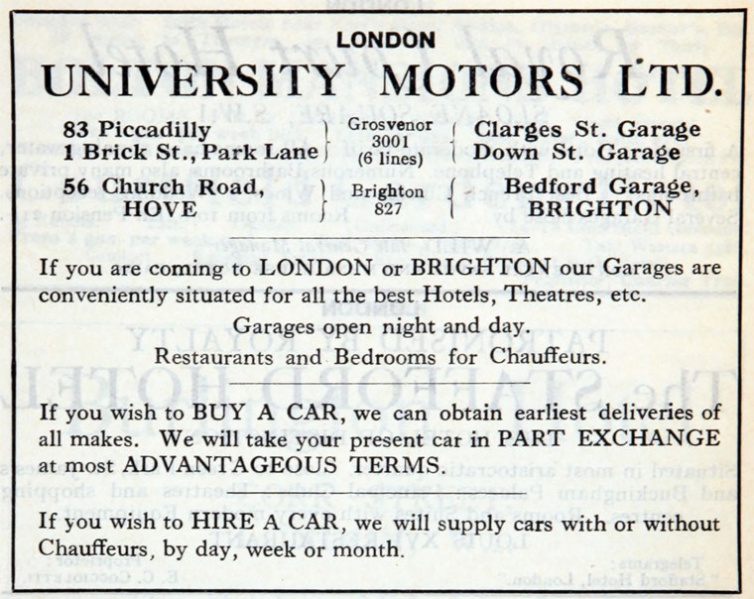 LONDON
UNIVERSITY MOTORS LTD.
83 Piccadilly
1 Brick St., Park Lane
Grosvenor
3001
(6 lines)
Clarges St. Garage
Down St. Garage
56 Church Road,
HOVE
Brighton
827
Bedford Garage,
BRIGHTON
If you are coming to LONDON or BRIGHTON our Garages are
conveniently situated for all the best Hotels, Theatres, etc.
Garages open night and day.
Restaurants and Bedrooms for Chauffeurs.
If you wish to BUY A CAR, we can obtain earliest deliveries of
all makes. We will take your present car in PART EXCHANGE
at most ADVANTAGEOUS TERMS.
If you wish to HIRE A CAR, we will supply cars with or without
Chauffeurs, by day, week or month.